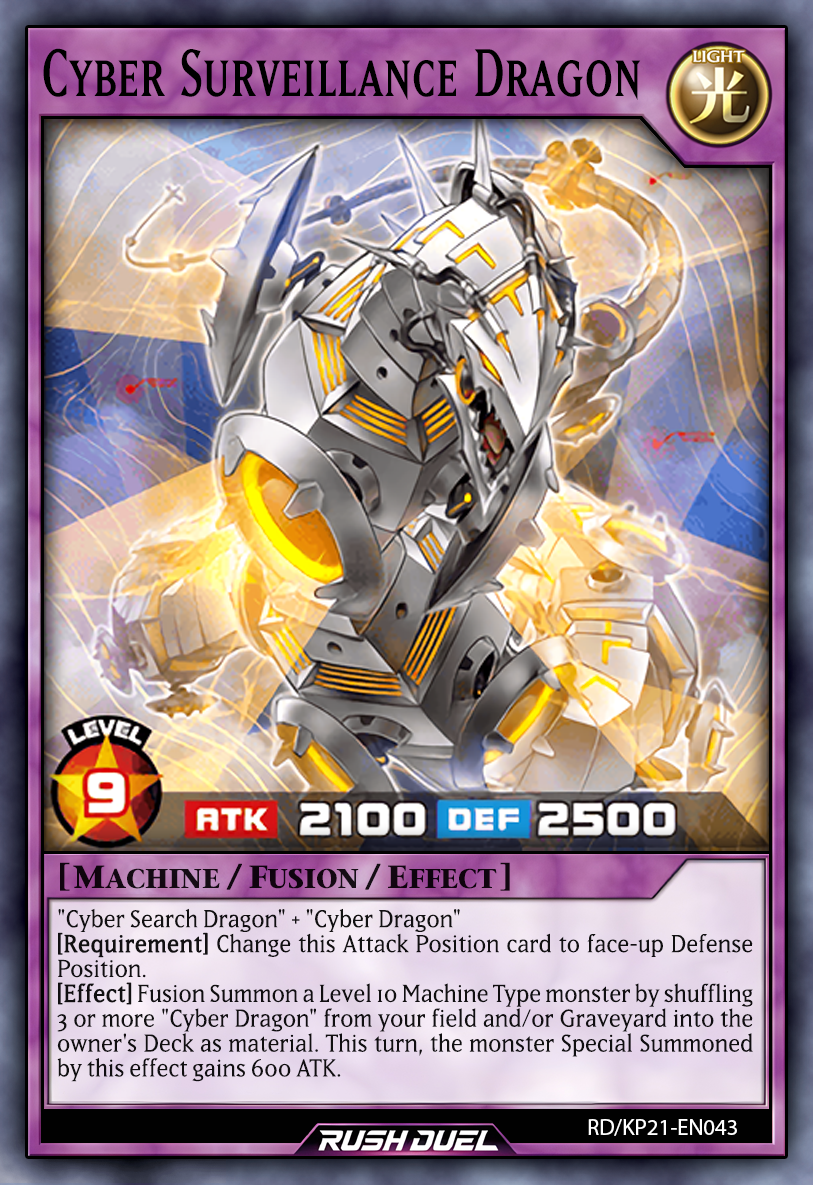 Cyber Surveillance Dragon
LIGHT
光
LEVEL
9
ATK 2100 DEF 2500
[Machine / Fusion / Effect]
"Cyber Search Dragon" + "Cyber Dragon"
[Requirement] Change this Attack Position card to face-up Defense
Position.
[Effect] Fusion Summon a Level 10 Machine Type monster by shuffling
3 or more "Cyber Dragon" from your field and/or Graveyard into the
owner's Deck as material. This turn, the monster Special Summoned
by this effect gains 600 ATK.
RD/KP21-EN043
RUSH DUEL